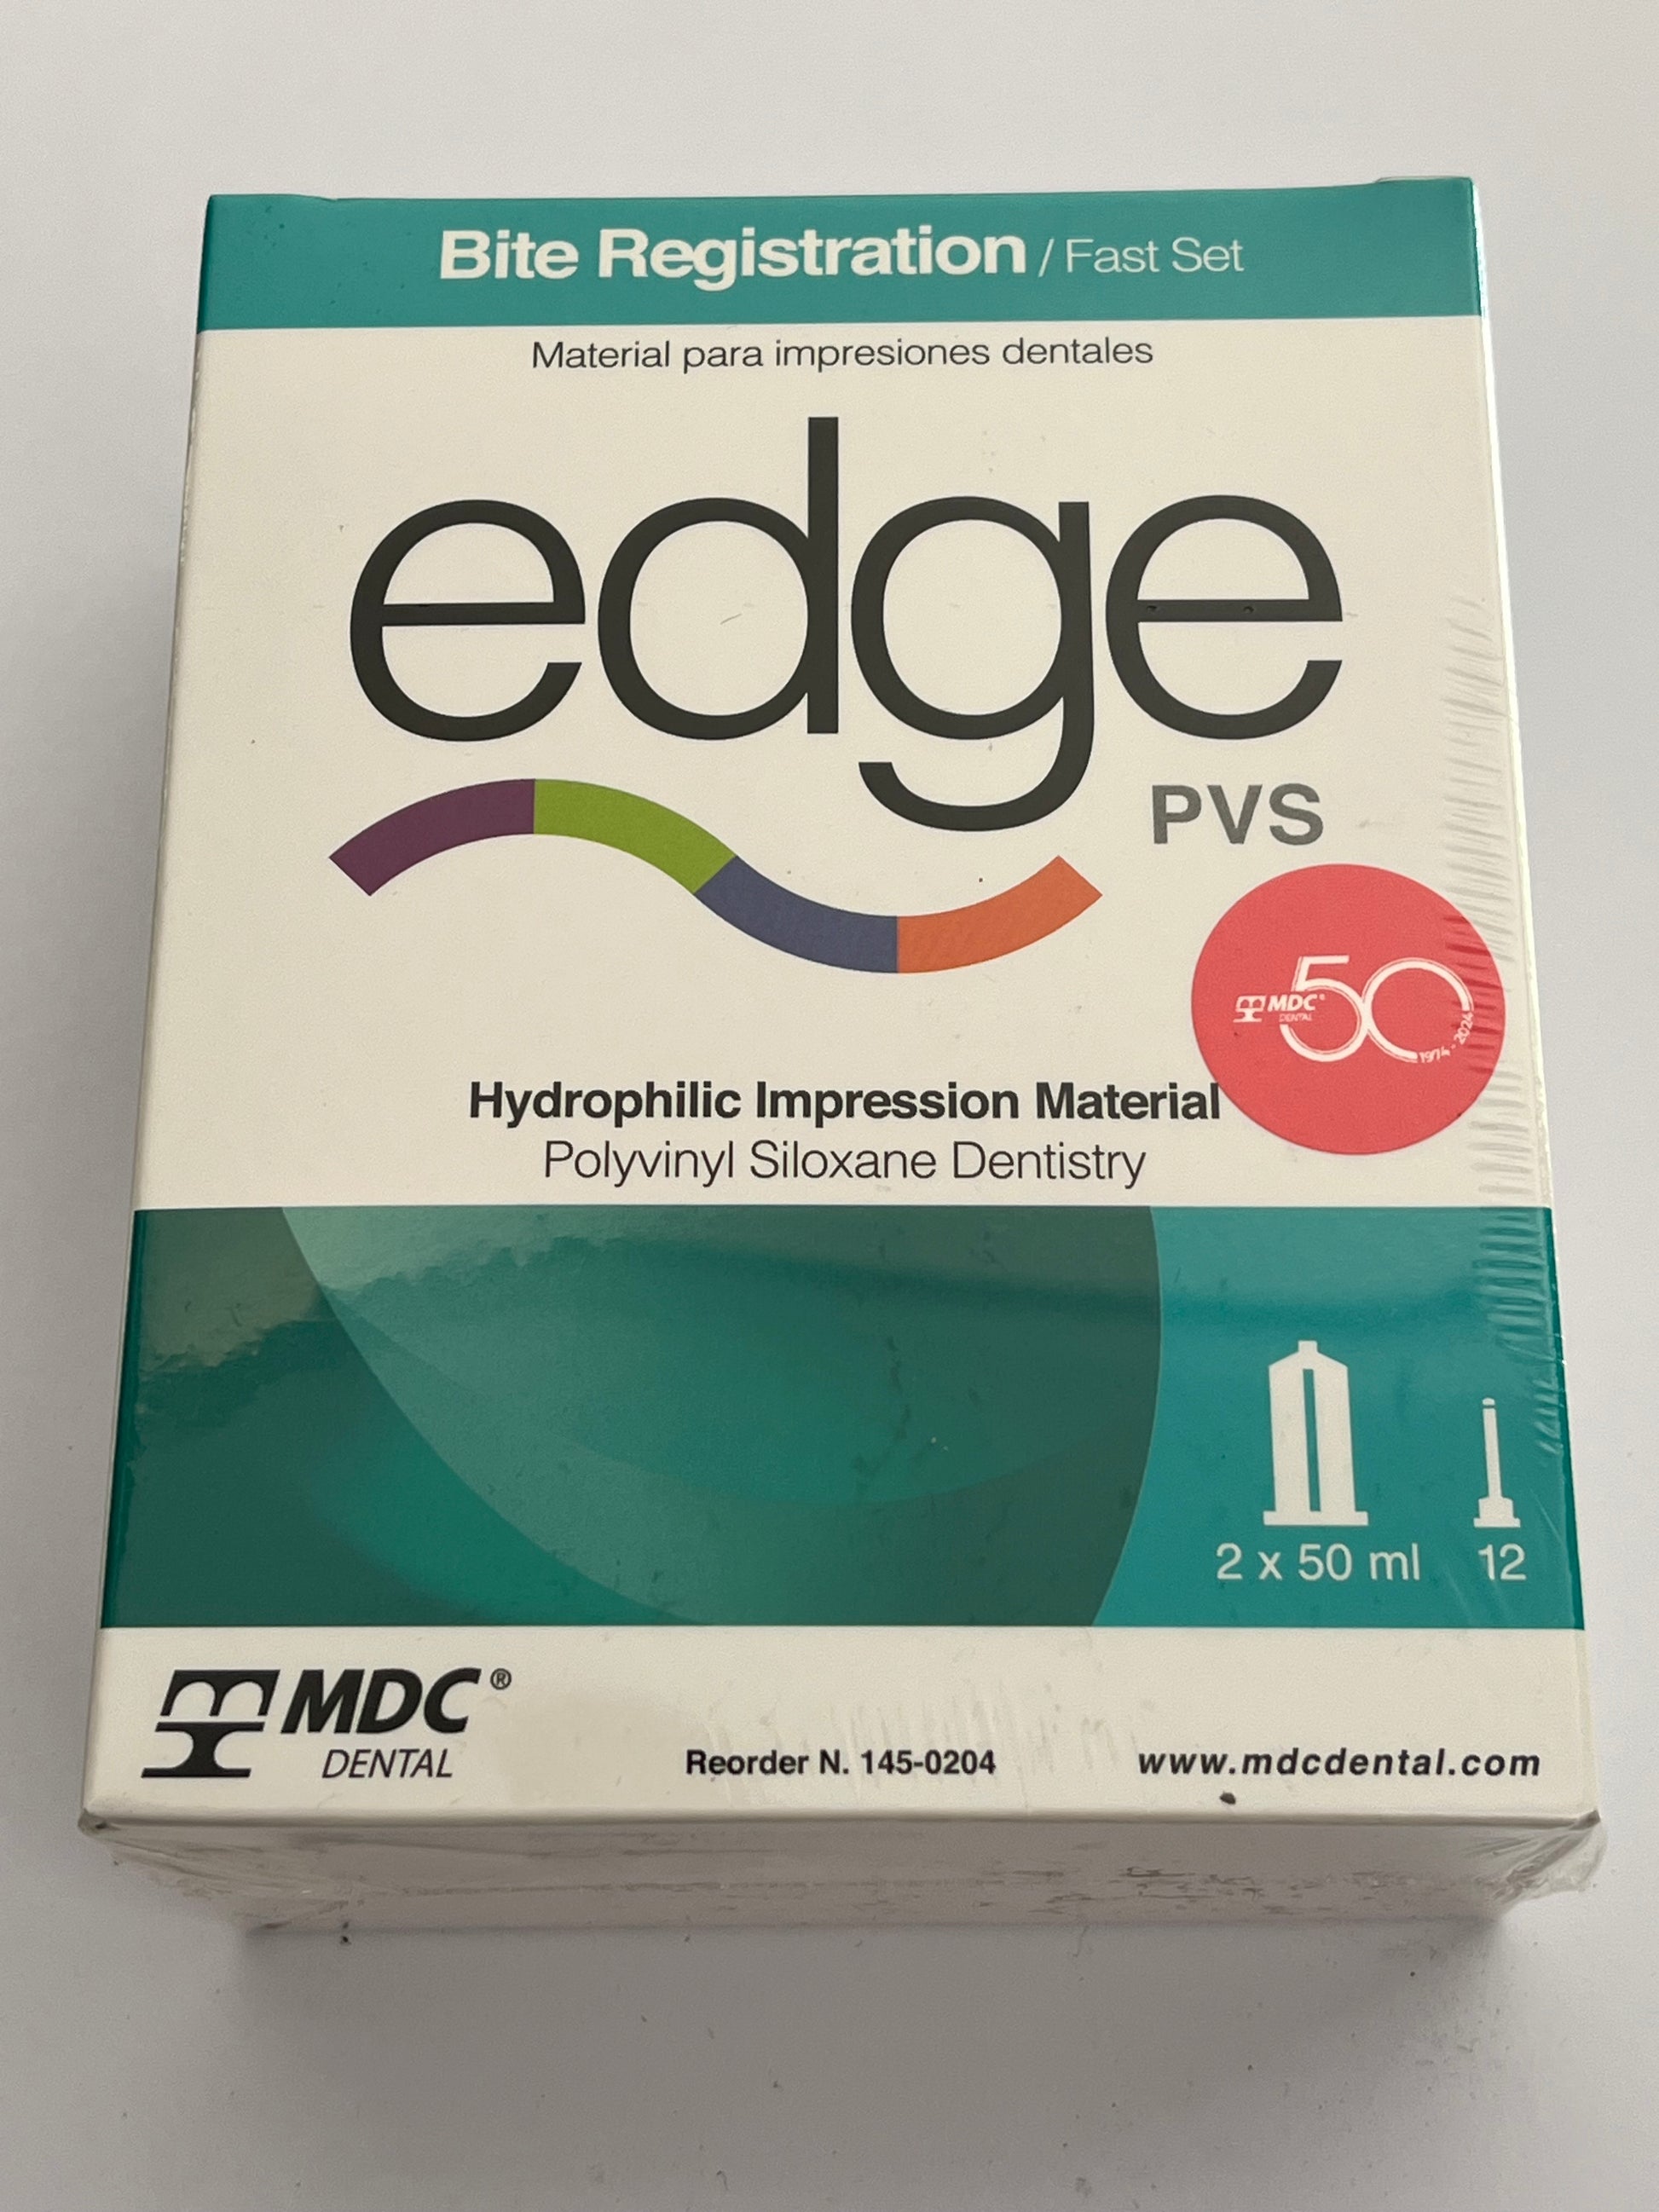 Bite Registration / Fast Set
Material para impresiones dentales
edge
PVS
MDC® 50
DENTAL
1974 - 2024
Hydrophilic Impression Material
Polyvinyl Siloxane Dentistry
2 x 50 ml 12
MDC®
DENTAL
Reorder N. 145-0204
www.mdcdental.com